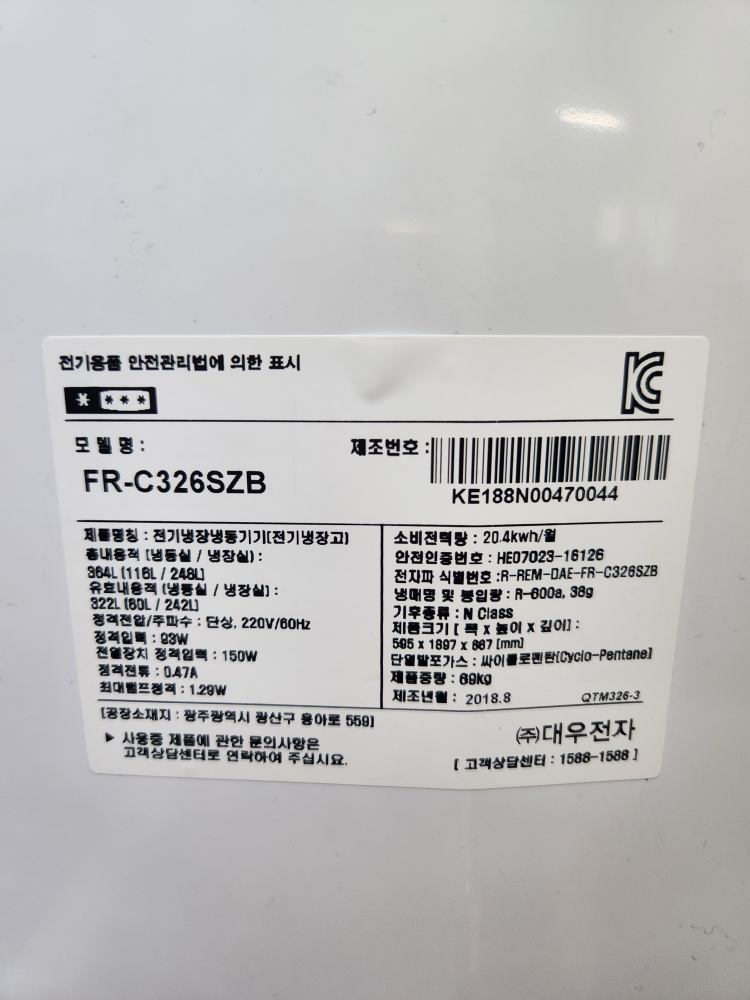 전기용품 안전관리법에 의한 표시
모델명 :
FR-C326SZB
제조번호 :
KE188N00470044
제품명칭 : 전기냉장냉동기기(전기냉장고)
총내용적 (냉동실 / 냉장실) :
364L (116L / 248L)
유효내용적 (냉동실 / 냉장실) :
322L (80L / 242L)
정격전압/주파수 : 단상, 220V/60Hz
정격입력 : 93W
전열장치 정격입력 : 150W
정격전류 : 0.47A
최대램프정격 : 1.29W
소비전력량 : 20.4kwh/월
안전인증번호 : HE07023-16126
전자파 식별번호 :R-REM-DAE-FR-C326SZB
냉매명 및 봉입량 : R-600a, 38g
기후종류 : N Class
제품크기 [ 폭 x 높이 x 깊이] :
595 x 1897 x 667 [mm]
단열발포가스 : 싸이클로펜탄(Cyclo-Pentane)
제품중량 : 69kg
제조년월 : 2018.8
QTM326-3
[공장소재지 : 광주광역시 광산구 용아로 559]
▶ 사용중 제품에 관한 문의사항은
고객상담센터로 연락하여 주십시요.
(주)대우전자
[ 고객상담센터 : 1588-1588 ]